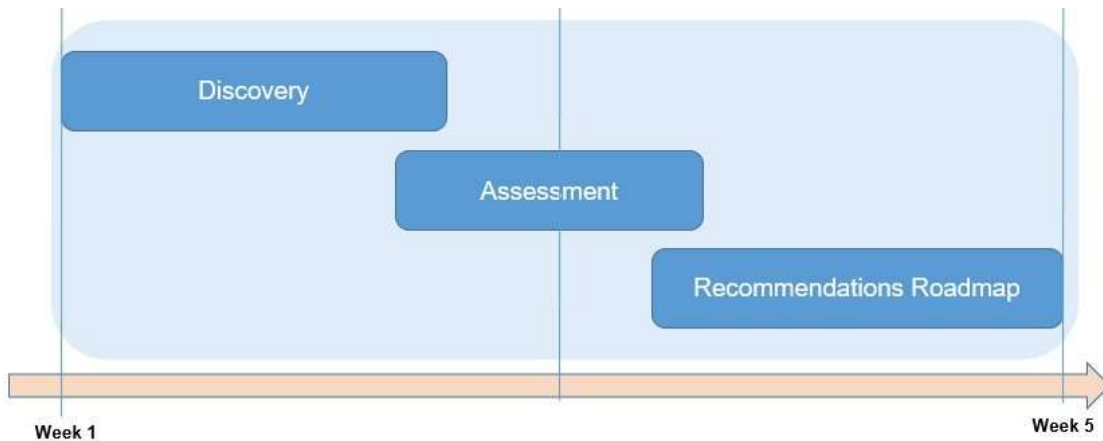 Discovery
Assessment
Recommendations Roadmap
Week 1
Week 5